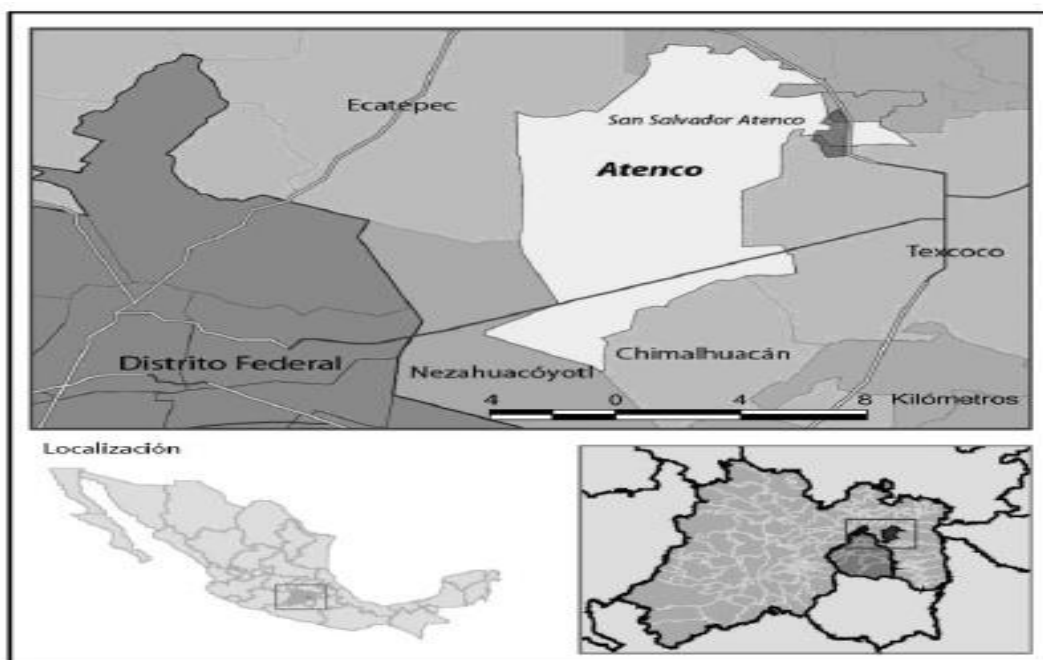 Ecatepec
San Salvador Atenco
Atenco
Texcoco
Distrito Federal
Chimalhuacán
Nezahuacóyotl
4 0 4 8 Kilómetros
Localización